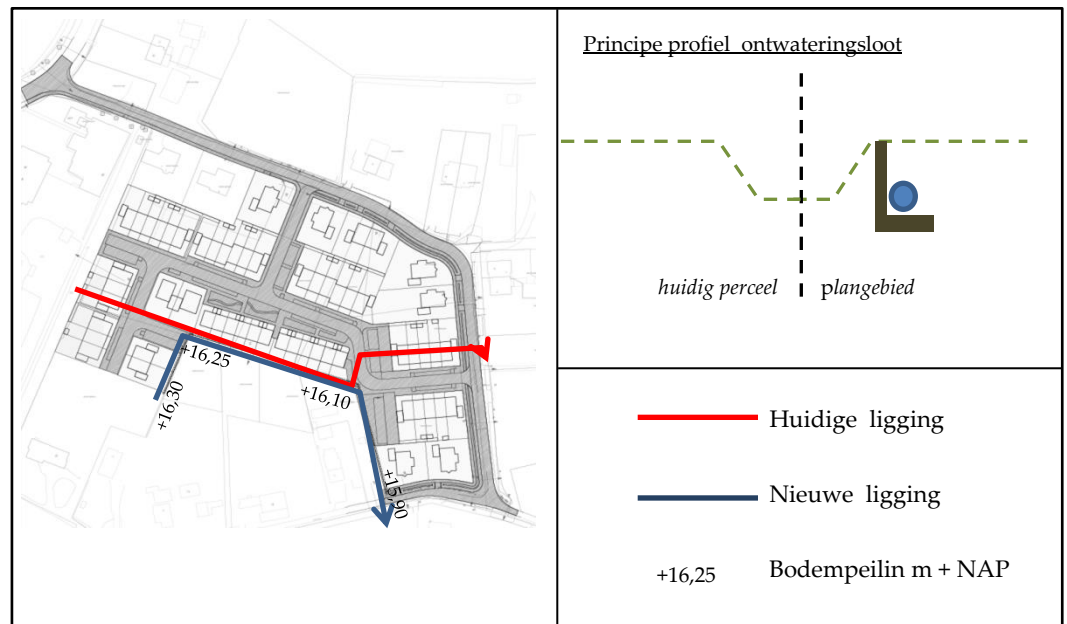 Principe profiel ontwateringsloot
huidig perceel
plangebied
+16,25
+16,10
+16,30
+15,90
Huidige ligging
Nieuwe ligging
+16,25 Bodempeilin m + NAP